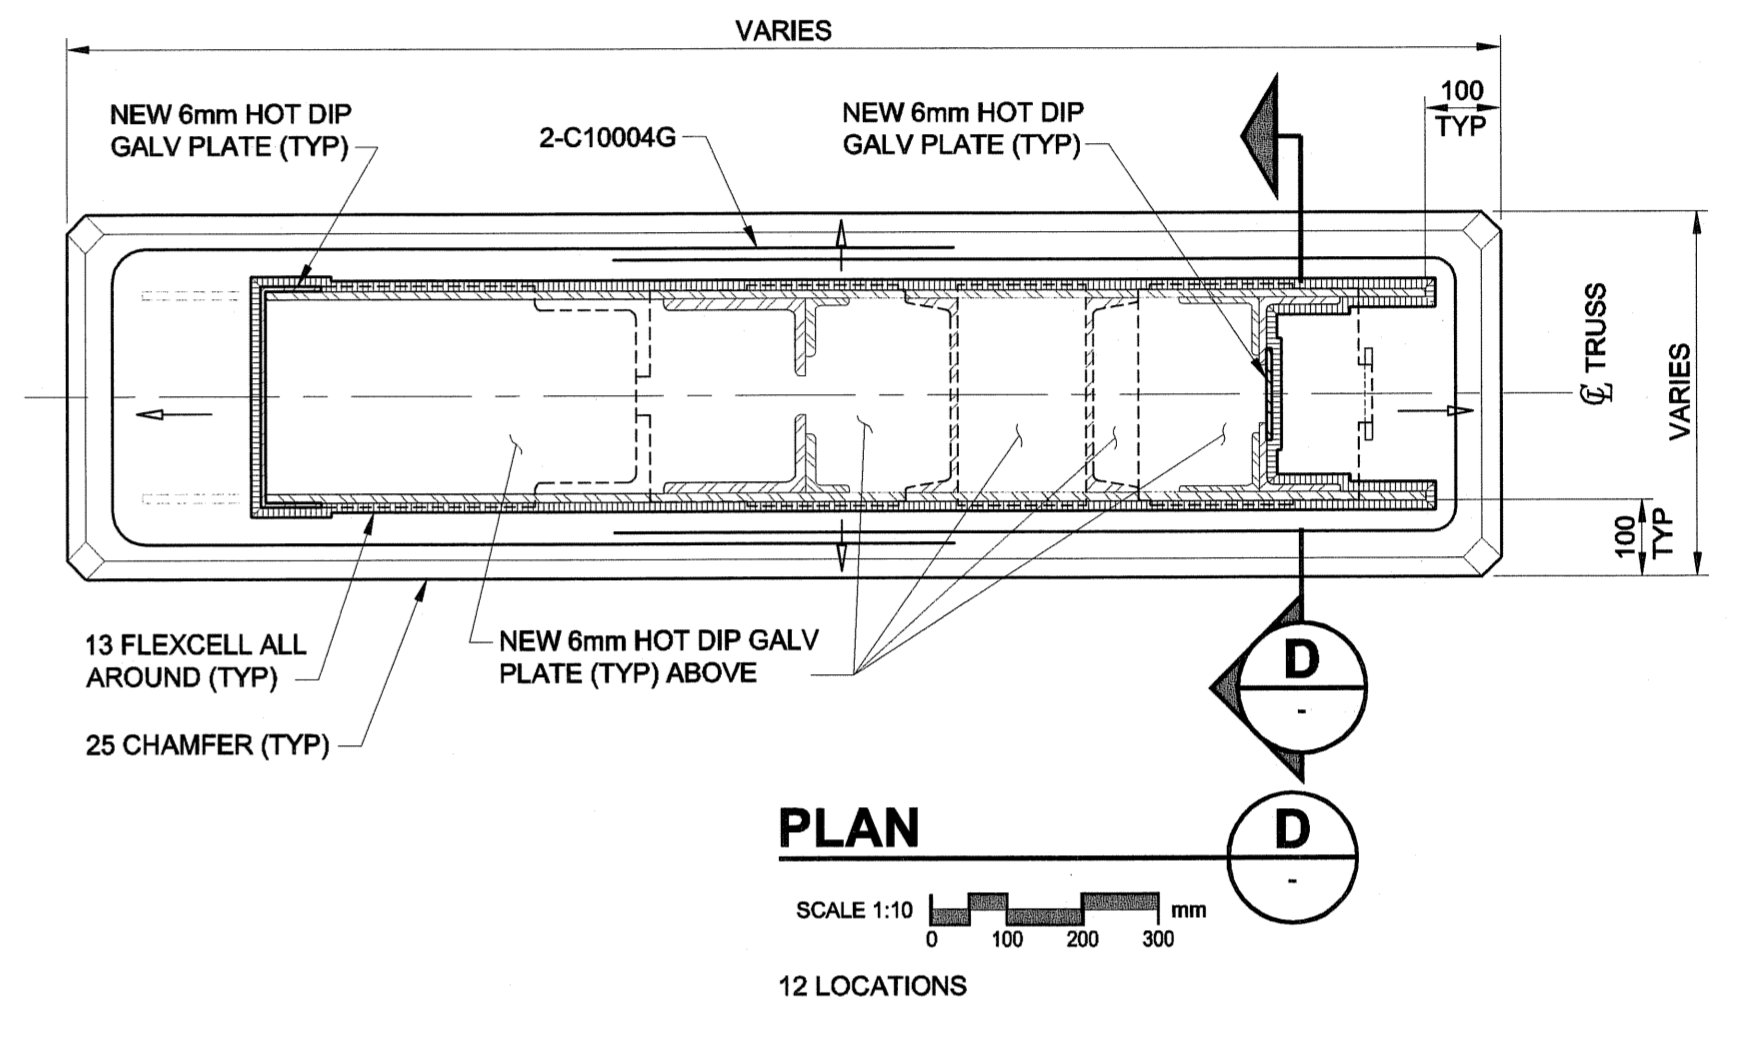 VARIES
NEW 6mm HOT DIP
GALV PLATE (TYP)
2-C10004G
NEW 6mm HOT DIP
GALV PLATE (TYP)
100
TYP
℄ TRUSS
VARIES
100
TYP
13 FLEXCELL ALL
AROUND (TYP)
NEW 6mm HOT DIP GALV
PLATE (TYP) ABOVE
25 CHAMFER (TYP)
D
-
PLAN
D
-
SCALE 1:10
mm
0 100 200 300
12 LOCATIONS